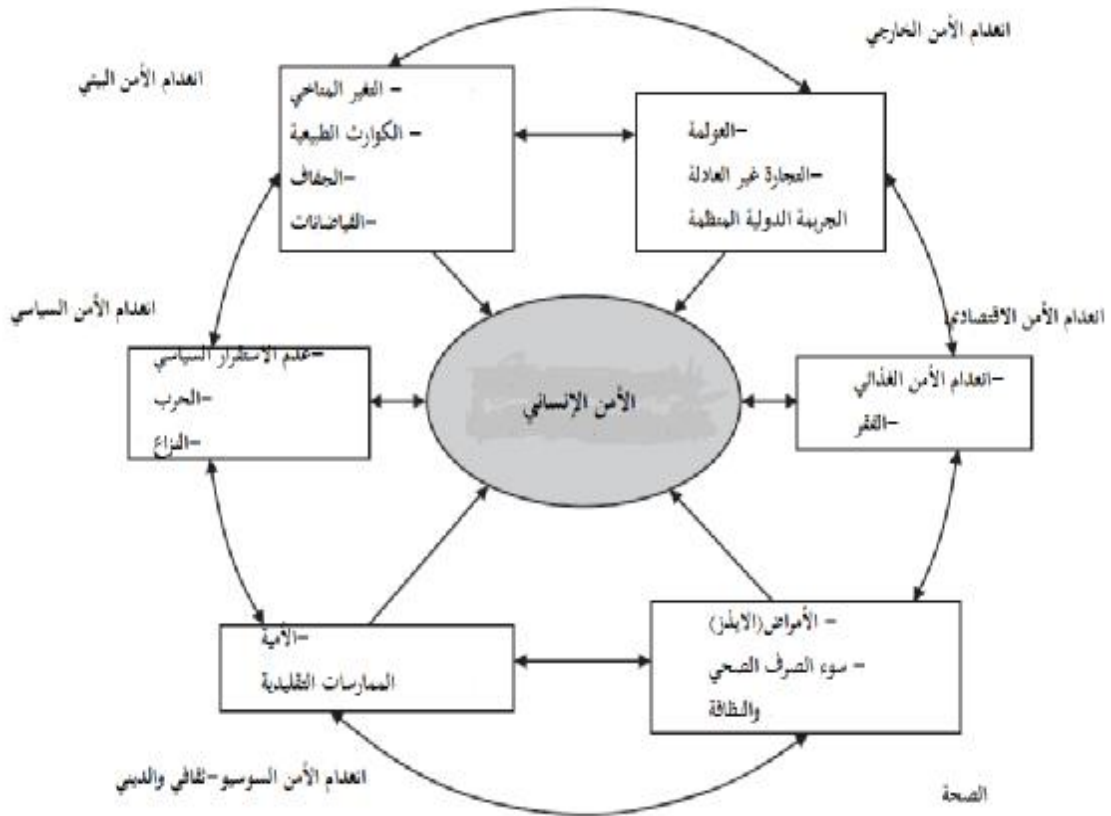 انعدام الأمن الخارجي
انعدام الأمن البيئي
-العولمة
-التجارة غير العادلة
الجريمة الدولية المنظمة
- التغير المناخي
- الكوارث الطبيعية
-الجفاف
-الفياضانات
انعدام الأمن الاقتصادي
انعدام الأمن السياسي
-انعدام الأمن الغذائي
-الفقر
الأمن الإنساني
-عدم الاستقرار السياسي
-الحرب
-النزاع
- الأمراض(الايدز)
- سوء الصرف الصحي
والنظافة
-الأمية
الممارسات التقليدية
الصحة
انعدام الأمن السوسيو-ثقافي والديني